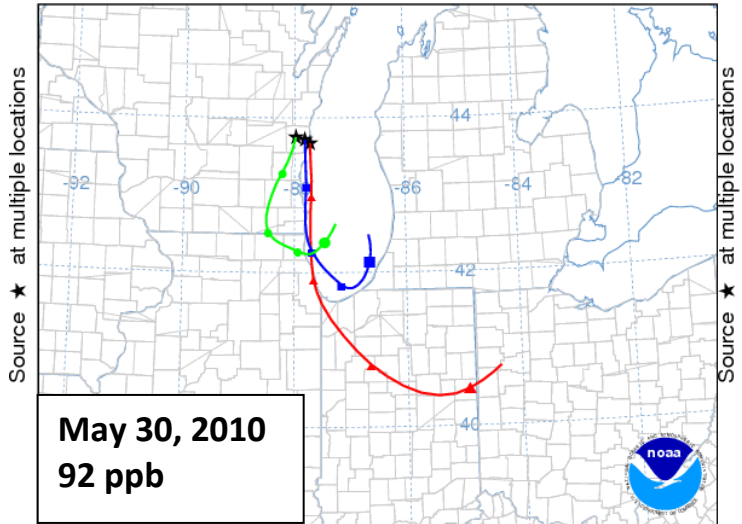 Source ★ at multiple locations
44
-92
-90
-86
-84
-82
42
40
May 30, 2010
92 ppb
noaa
Source ★ at multiple locations